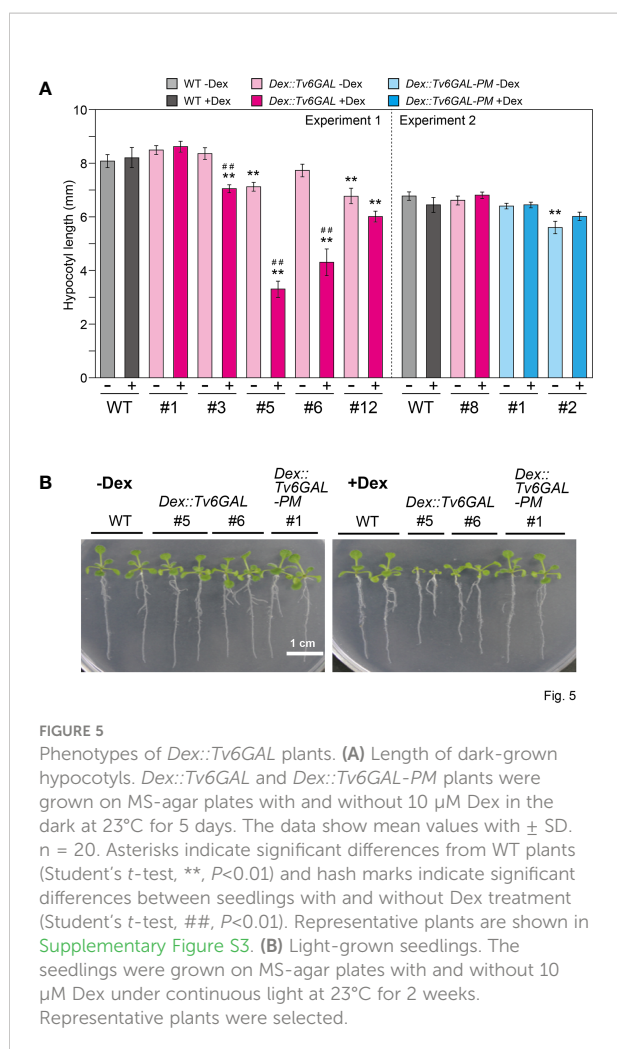 A
WT -Dex Dex::Tv6GAL -Dex Dex::Tv6GAL-PM -Dex
WT +Dex Dex::Tv6GAL +Dex Dex::Tv6GAL-PM +Dex
Experiment 1 Experiment 2
Hypocotyl length (mm)
10
8
6
4
2
0
##
**
**
##
**
##
**
**
**
**
- + - + - + - + - + - + - + - + - + - +
WT #1 #3 #5 #6 #12 WT #8 #1 #2
B
-Dex
Dex::Tv6GAL
Dex::
Tv6GAL
-PM
WT #5 #6 #1
+Dex
Dex::Tv6GAL
Dex::
Tv6GAL
-PM
WT #5 #6 #1
1 cm
Fig. 5
FIGURE 5
Phenotypes of Dex::Tv6GAL plants. (A) Length of dark-grown
hypocotyls. Dex::Tv6GAL and Dex::Tv6GAL-PM plants were
grown on MS-agar plates with and without 10 μM Dex in the
dark at 23°C for 5 days. The data show mean values with ± SD.
n = 20. Asterisks indicate significant differences from WT plants
(Student's t-test, **, P<0.01) and hash marks indicate significant
differences between seedlings with and without Dex treatment
(Student's t-test, ##, P<0.01). Representative plants are shown in
Supplementary Figure S3. (B) Light-grown seedlings. The
seedlings were grown on MS-agar plates with and without 10
μM Dex under continuous light at 23°C for 2 weeks.
Representative plants were selected.